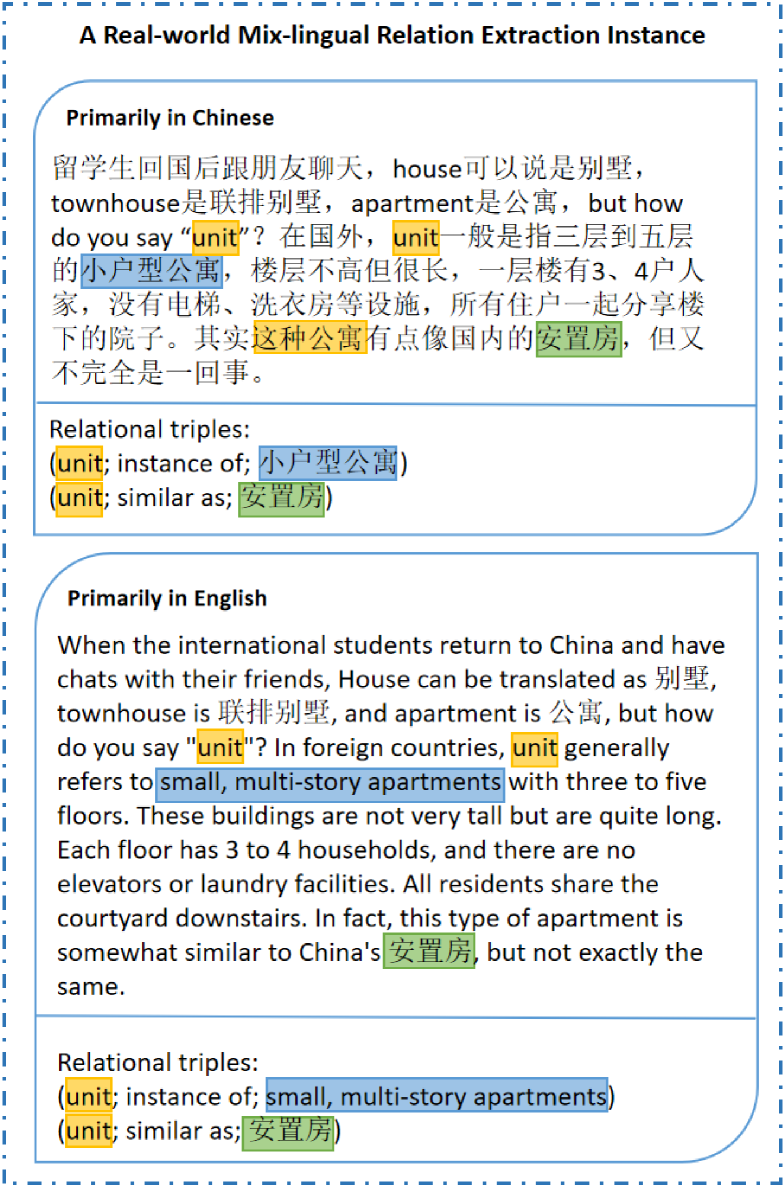 A Real-world Mix-lingual Relation Extraction Instance
Primarily in Chinese
留学生回国后跟朋友聊天，house可以说是别墅，
townhouse是联排别墅，apartment是公寓，but how
do you say “unit”？在国外，unit一般是指三层到五层
的小户型公寓，楼层不高但很长，一层楼有3、4户人
家，没有电梯、洗衣房等设施，所有住户一起分享楼
下的院子。其实这种公寓有点像国内的安置房，但又
不完全是一回事。
Relational triples:
(unit; instance of; 小户型公寓)
(unit; similar as; 安置房)
Primarily in English
When the international students return to China and have
chats with their friends, House can be translated as 别墅,
townhouse is 联排别墅, and apartment is 公寓, but how
do you say "unit"? In foreign countries, unit generally
refers to small, multi-story apartments with three to five
floors. These buildings are not very tall but are quite long.
Each floor has 3 to 4 households, and there are no
elevators or laundry facilities. All residents share the
courtyard downstairs. In fact, this type of apartment is
somewhat similar to China's 安置房, but not exactly the
same.
Relational triples:
(unit; instance of; small, multi-story apartments)
(unit; similar as; 安置房)